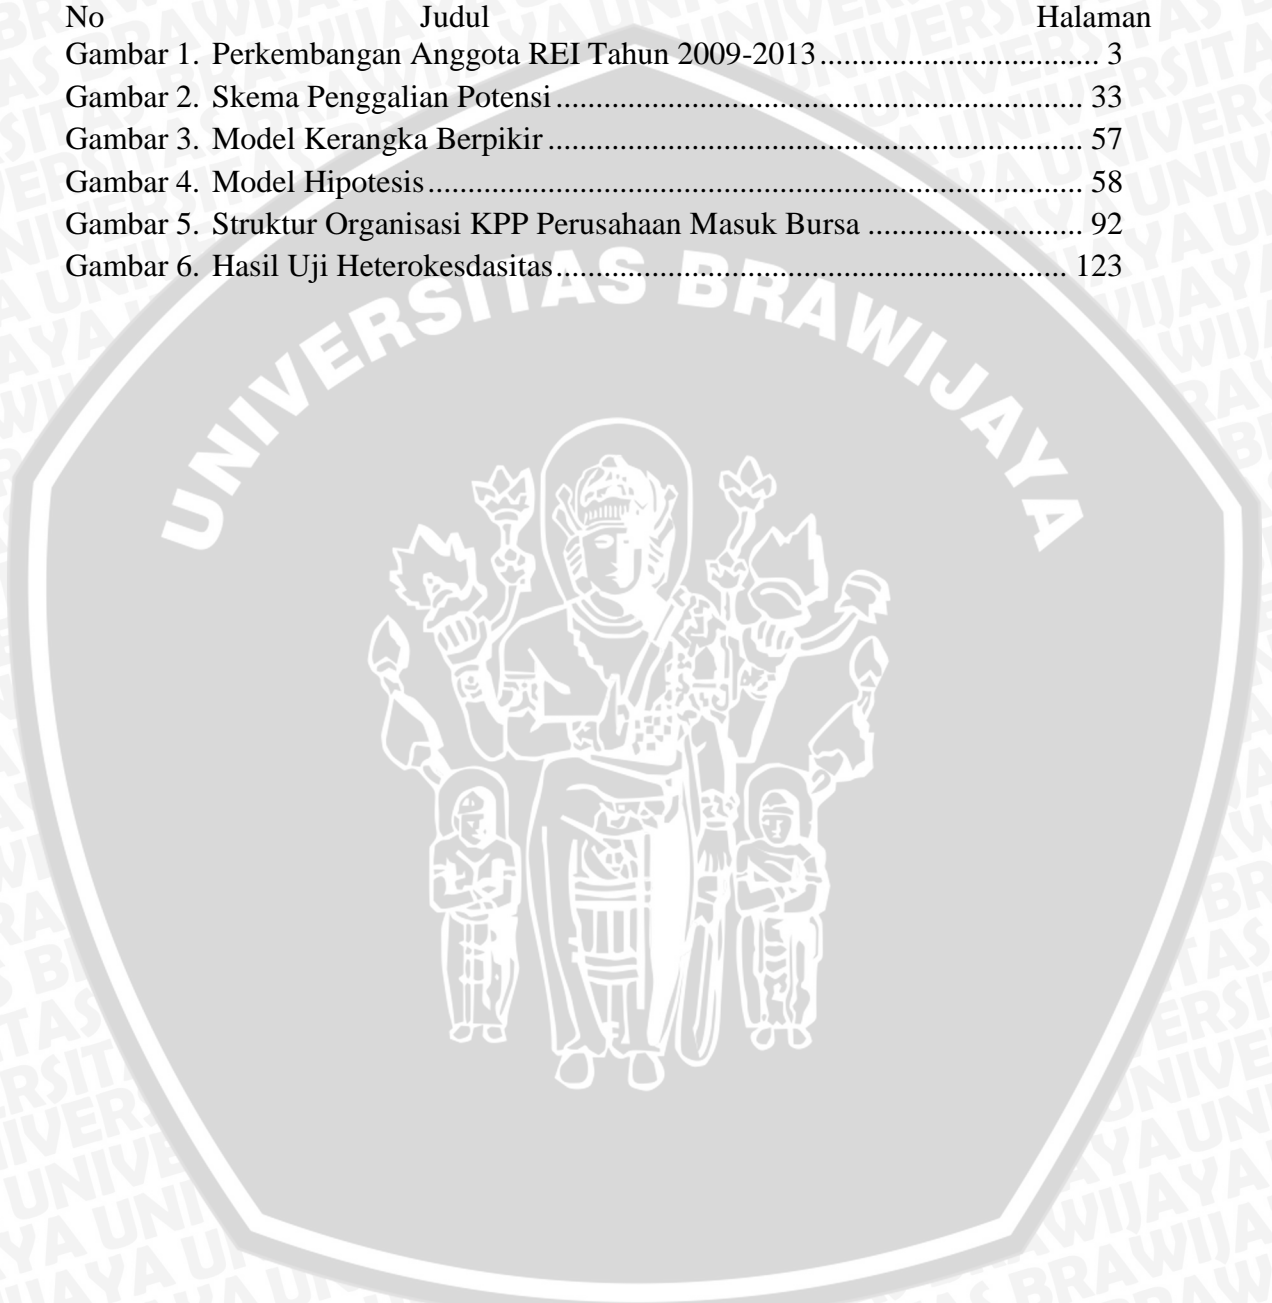 No Judul Halaman
Gambar 1. Perkembangan Anggota REI Tahun 2009-2013.................................. 3
Gambar 2. Skema Penggalian Potensi................................................................. 33
Gambar 3. Model Kerangka Berpikir.................................................................. 57
Gambar 4. Model Hipotesis................................................................................. 58
Gambar 5. Struktur Organisasi KPP Perusahaan Masuk Bursa .......................... 92
Gambar 6. Hasil Uji Heterokesdasitas............................................................... 123
UNIVERSITAS BRAWIJAYA